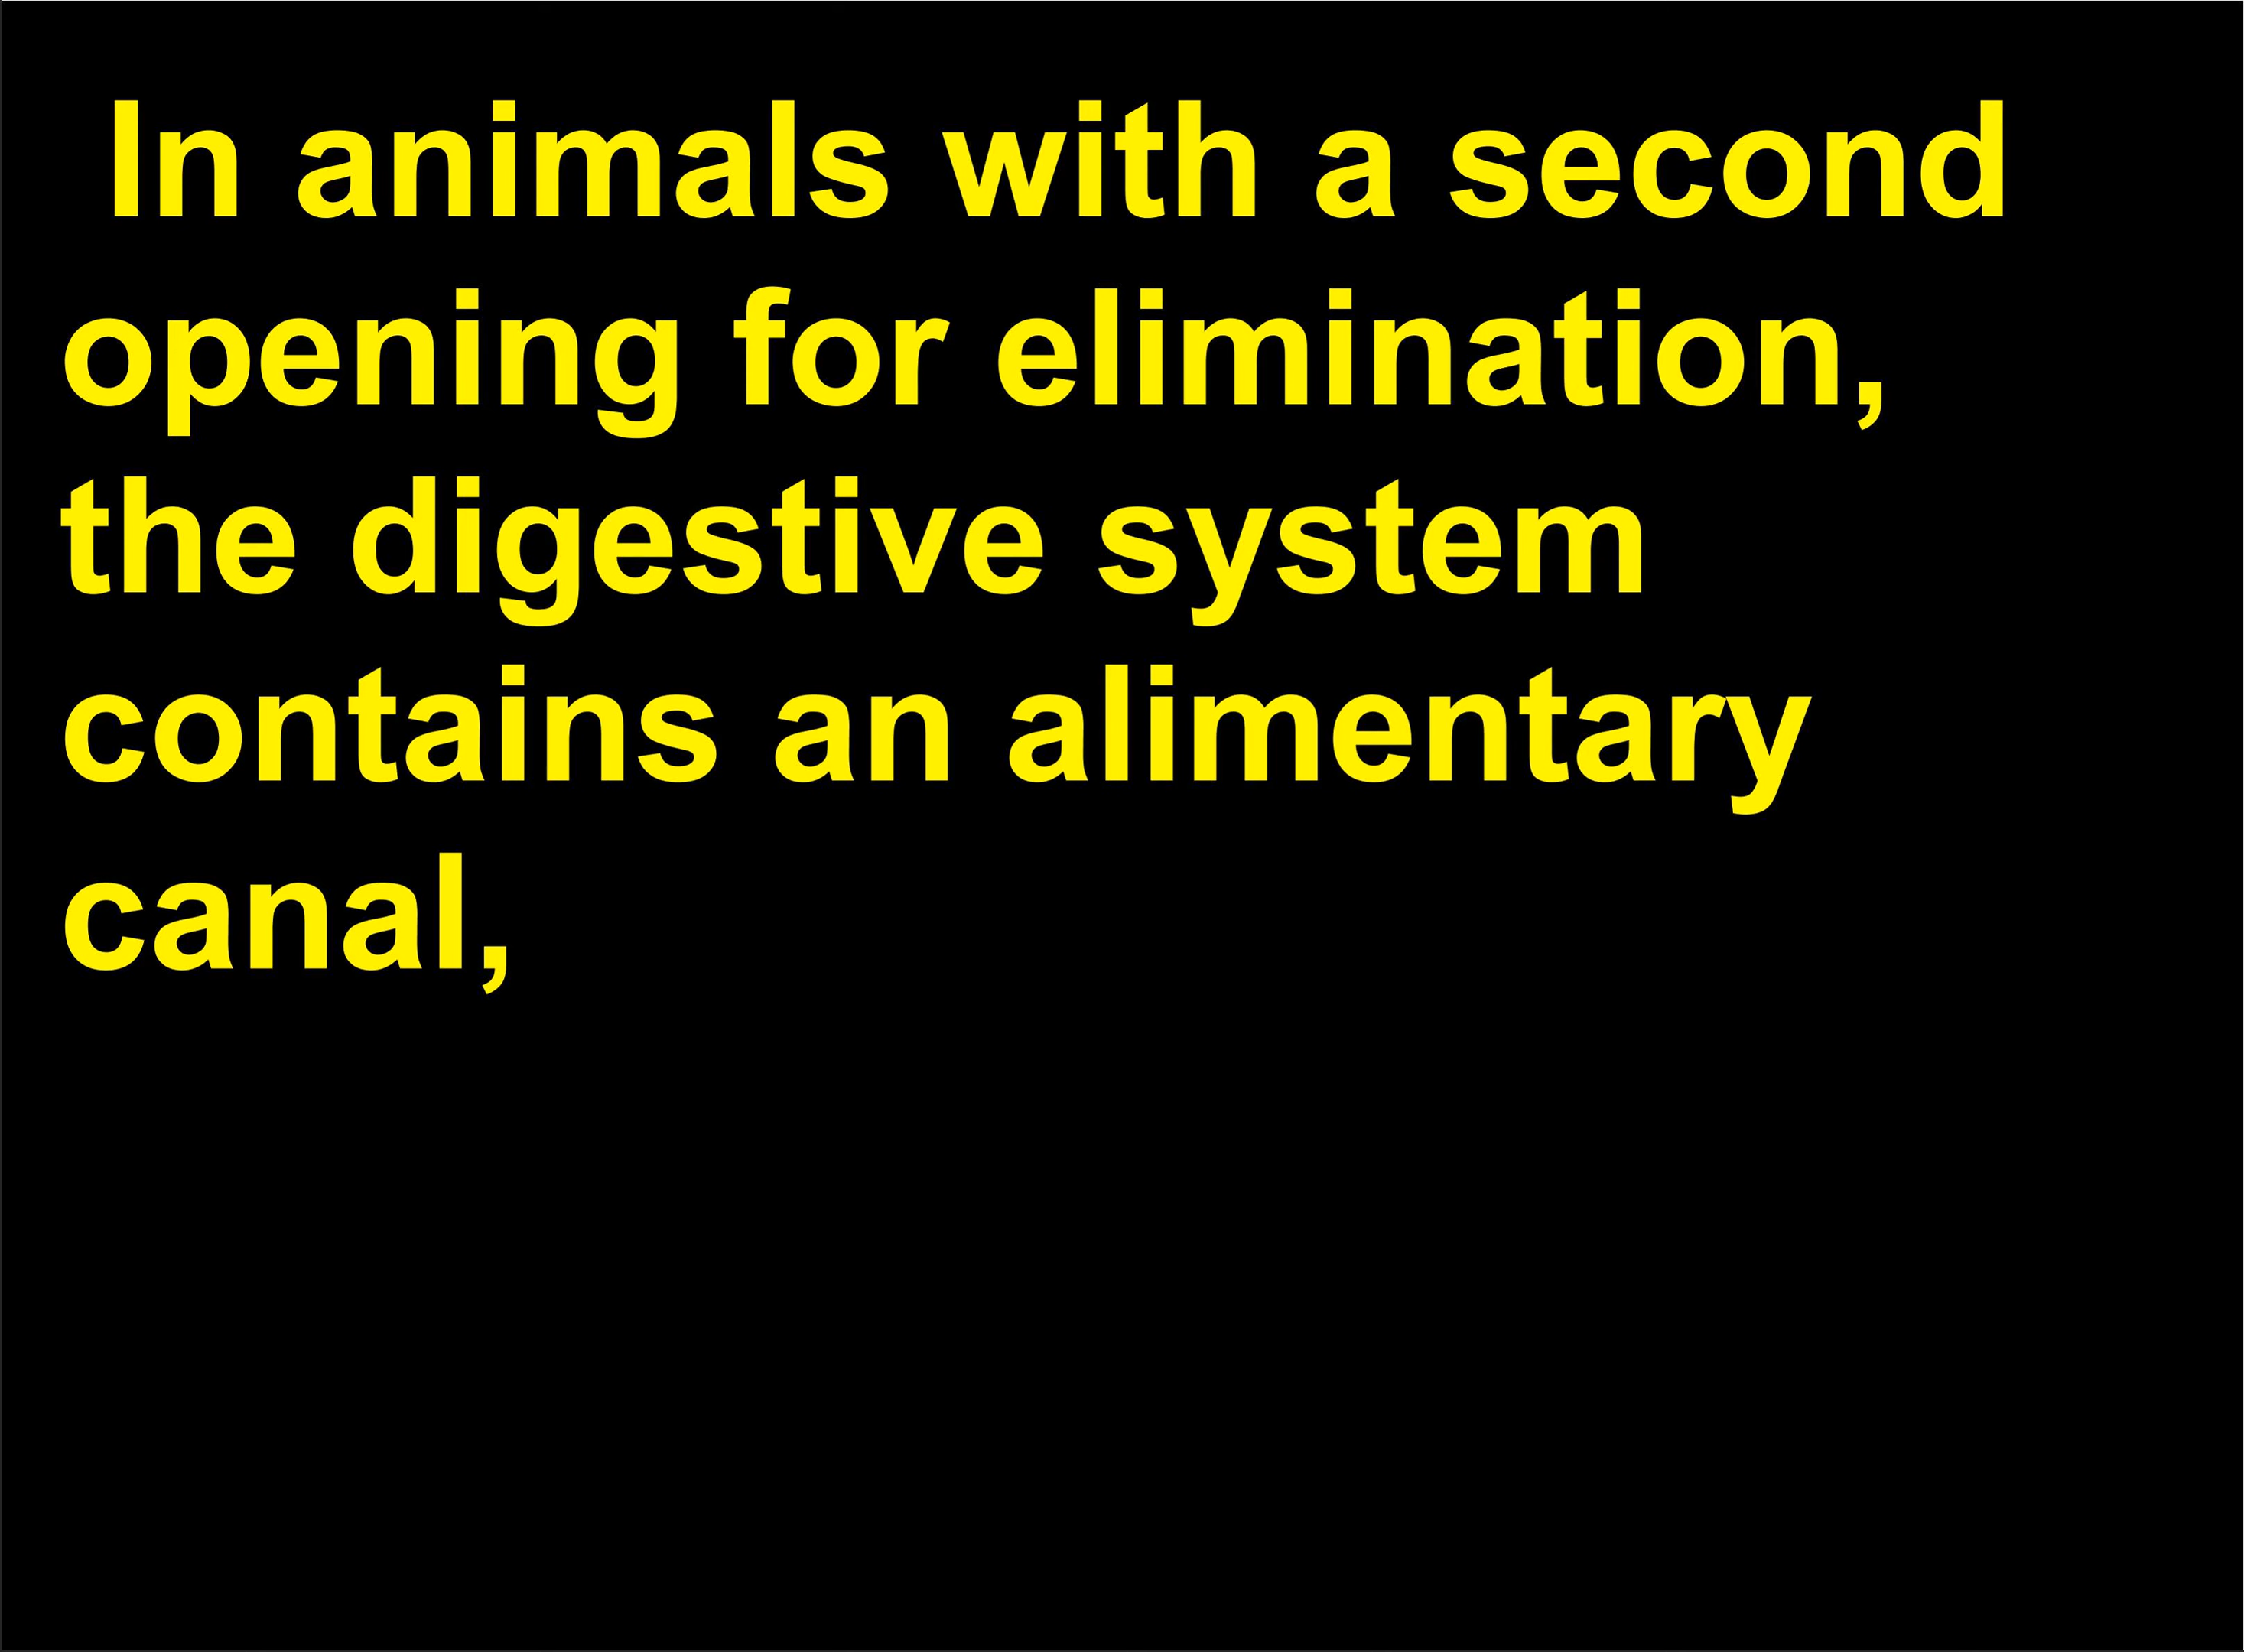 In animals with a second
opening for elimination,
the digestive system
contains an alimentary
canal,